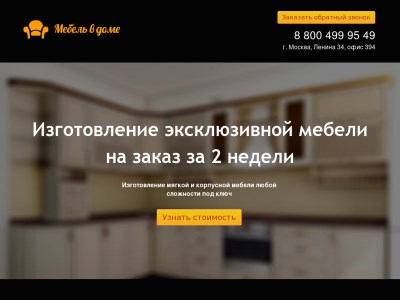 Мебель в доме
Заказать обратный звонок
8 800 499 95 49
г. Москва, Ленина 34, офис 394
Изготовление эксклюзивной мебели
на заказ за 2 недели
Изготовление мягкой и корпусной мебели любой
сложности под ключ
Узнать стоимость